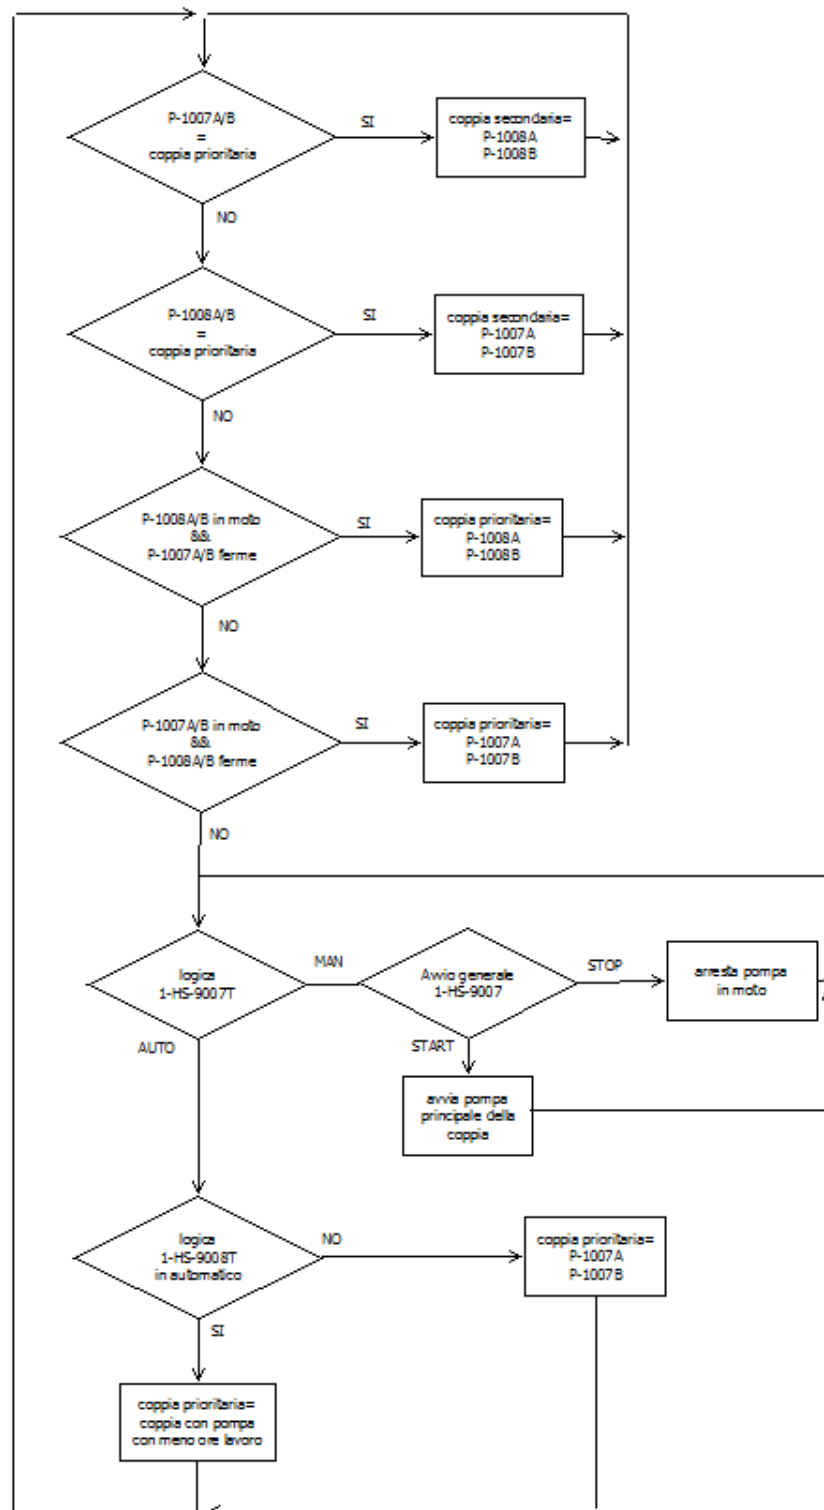 P-1007A/B
=
coppia prioritaria
SI
coppia secondaria=
P-1008A
P-1008B
NO
P-1008A/B
=
coppia prioritaria
SI
coppia secondaria=
P-1007A
P-1007B
NO
P-1008A/B in moto
&&
P-1007A/B ferme
SI
coppia prioritaria=
P-1008A
P-1008B
NO
P-1007A/B in moto
&&
P-1008A/B ferme
SI
coppia prioritaria=
P-1007A
P-1007B
NO
logica
1-HS-9007T
MAN
Avvio generale
1-HS-9007
STOP
arresta pompa
in moto
AUTO
START
avvia pompa
principale della
coppia
logica
1-HS-9008T
in automatico
NO
coppia prioritaria=
P-1007A
P-1007B
SI
coppia prioritaria=
coppia con pompa
con meno ore lavoro